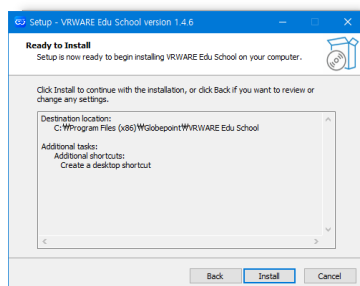 Setup - VRWARE Edu School version 1.4.6
Ready to Install
Setup is now ready to begin installing VRWARE Edu School on your computer.
Click Install to continue with the installation, or click Back if you want to review or
change any settings.
Destination location:
C:₩Program Files (x86)₩Globepoint₩VRWARE Edu School
Additional tasks:
Additional shortcuts:
Create a desktop shortcut
Back
Install
Cancel